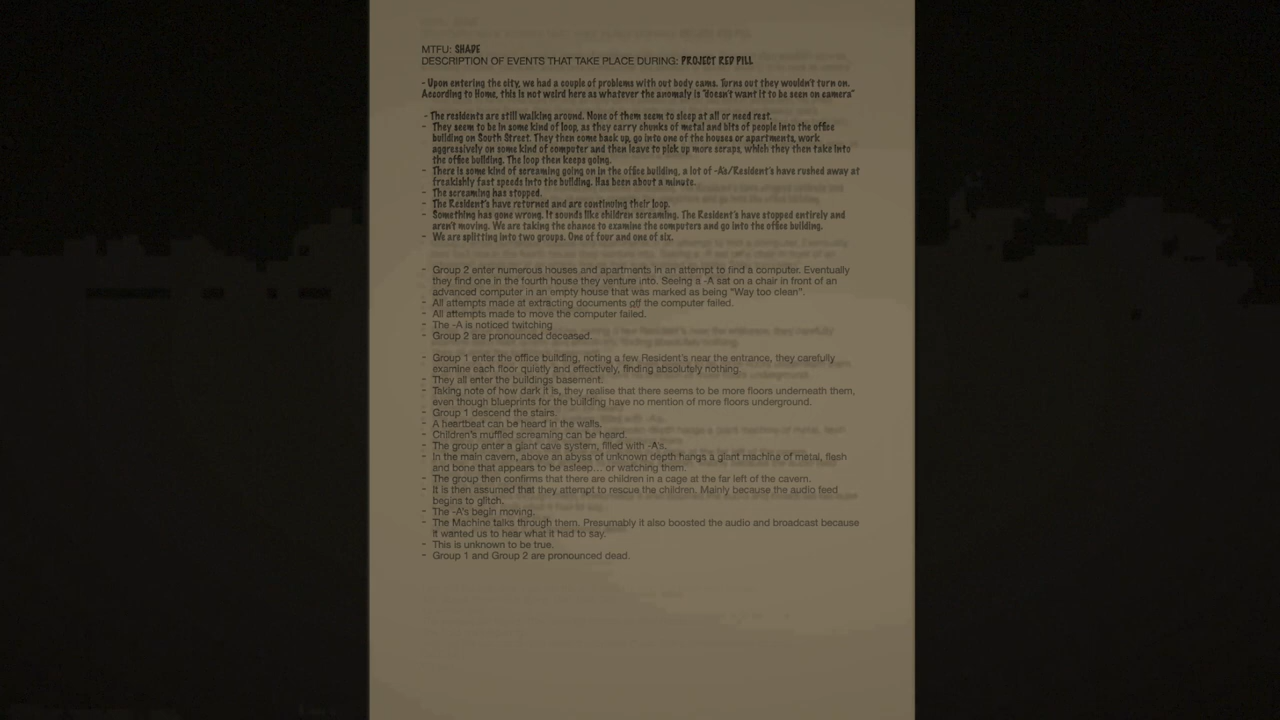 MTFU: SHADE
DESCRIPTION OF EVENTS THAT TAKE PLACE DURING: PROJECT RED PILL
- Upon entering the city, we had a couple of problems with out body cams. Turns out they wouldn't turn on.
According to Home, this is not weird here as whatever the anomaly is "doesn't want it to be seen on camera"
- The residents are still walking around. None of them seem to sleep at all or need rest.
- They seem to be in some kind of loop, as they carry chunks of metal and bits of people into the office
building on South Street. They then come back up, go into one of the houses or apartments, work
aggressively on some kind of computer and then leave to pick up more scraps, which they then take into
the office building. The loop then keeps going.
- There is some kind of screaming going on in the office building, a lot of -A's/Resident's have rushed away at
freakishly fast speeds into the building. Has been about a minute.
- The screaming has stopped.
- The Resident's have returned and are continuing their loop.
- Something has gone wrong. It sounds like children screaming. The Resident's have stopped entirely and
aren't moving. We are taking the chance to examine the computers and go into the office building.
- We are splitting into two groups. One of four and one of six.
- Group 2 enter numerous houses and apartments in an attempt to find a computer. Eventually
they find one in the fourth house they venture into. Seeing a -A sat on a chair in front of an
advanced computer in an empty house that was marked as being "Way too clean".
- All attempts made at extracting documents off the computer failed.
- All attempts made to move the computer failed.
- The -A is noticed twitching
- Group 2 are pronounced deceased.
- Group 1 enter the office building, noting a few Resident's near the entrance, they carefully
examine each floor quietly and effectively, finding absolutely nothing.
- They all enter the buildings basement.
- Taking note of how dark it is, they realise that there seems to be more floors underneath them,
even though blueprints for the building have no mention of more floors underground.
- Group 1 descend the stairs.
- A heartbeat can be heard in the walls.
- Children's muffled screaming can be heard.
- The group enter a giant cave system, filled with -A's.
- In the main cavern, above an abyss of unknown depth hangs a giant machine of metal, flesh
and bone that appears to be asleep... or watching them.
- The group then confirms that there are children in a cage at the far left of the cavern.
- It is then assumed that they attempt to rescue the children. Mainly because the audio feed
begins to glitch.
- The -A's begin moving.
- The Machine talks through them. Presumably it also boosted the audio and broadcast because
it wanted us to hear what it had to say.
- This is unknown to be true.
- Group 1 and Group 2 are pronounced dead.